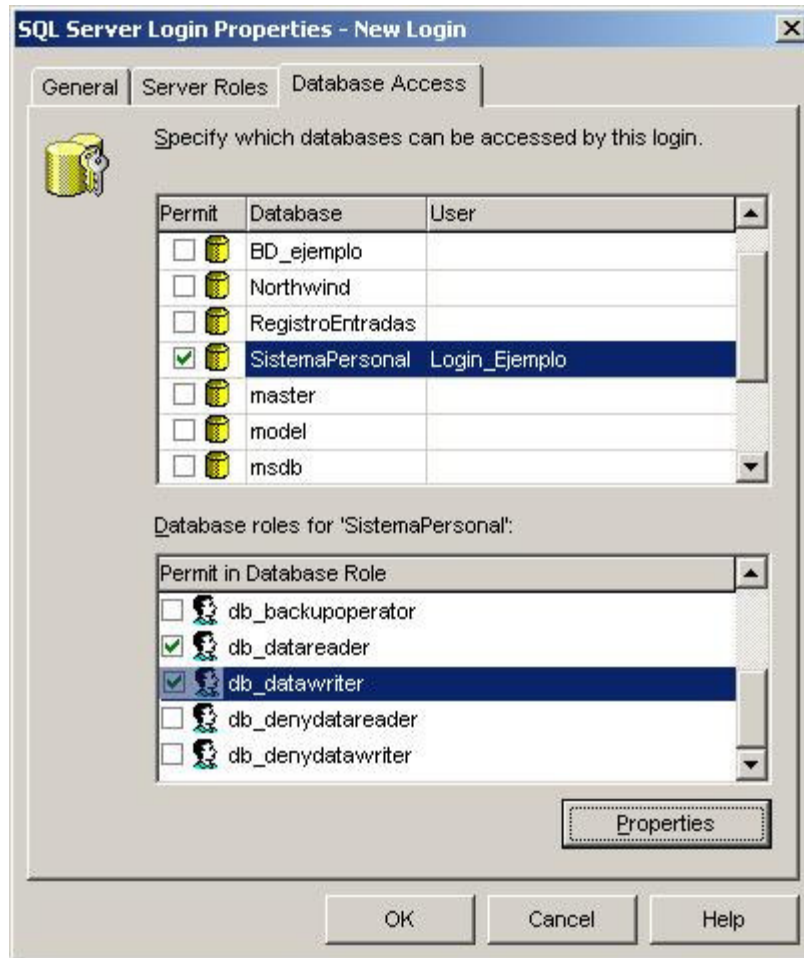 SQL Server Login Properties - New Login
General Server Roles Database Access
Specify which databases can be accessed by this login.
Permit Database User
BD_ejemplo
Northwind
RegistroEntradas
SistemaPersonal Login_Ejemplo
master
model
msdb
Database roles for 'SistemaPersonal':
Permit in Database Role
db_backupoperator
db_datareader
db_datawriter
db_denydatareader
db_denydatawriter
Properties
OK Cancel Help